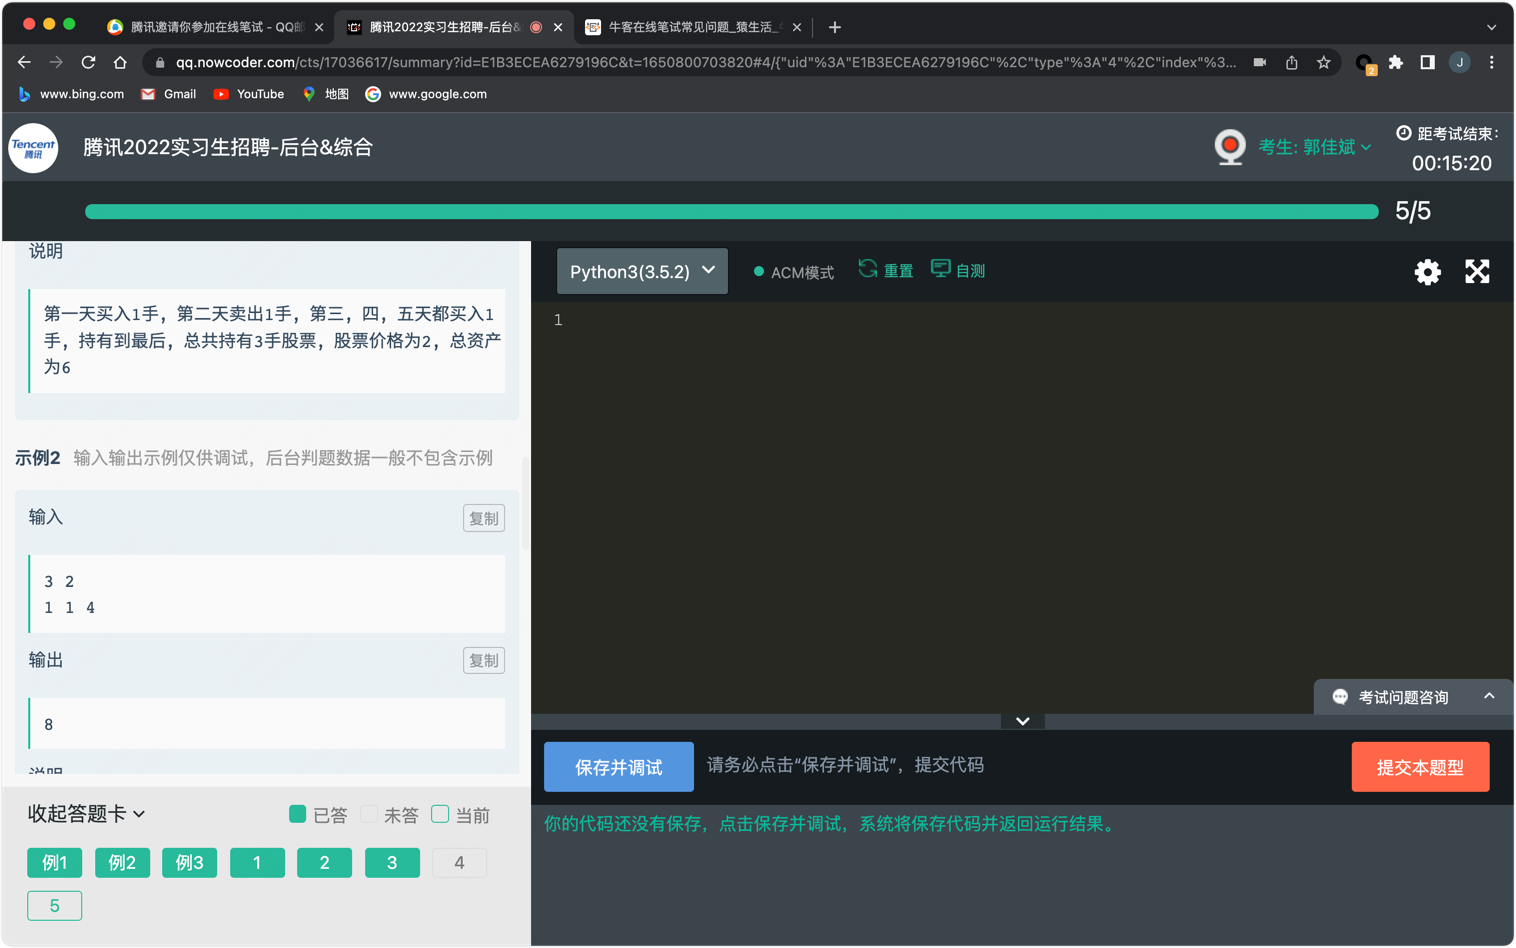 腾讯邀请你参加在线笔试 - QQ邮
腾讯2022实习生招聘-后台&
牛客在线笔试常见问题_猿生活_
qq.nowcoder.com/cts/17036617/summary?id=E1B3ECEA6279196C&t=1650800703820#4/{"uid"%3A"E1B3ECEA6279196C"%2C"type"%3A"4"%2C"index"%3...
2
J
www.bing.com
Gmail
YouTube
地图
www.google.com
Tencent
腾讯
腾讯2022实习生招聘-后台&综合
考生: 郭佳斌
距考试结束:
00:15:20
5/5
说明
第一天买入1手，第二天卖出1手，第三，四，五天都买入1
手，持有到最后，总共持有3手股票，股票价格为2，总资产
为6
示例2 输入输出示例仅供调试，后台判题数据一般不包含示例
输入
复制
3 2
1 1 4
输出
复制
8
说明
收起答题卡
已答
未答
当前
例1
例2
例3
1
2
3
4
5
Python3(3.5.2)
ACM模式
重置
自测
1
考试问题咨询
保存并调试
请务必点击“保存并调试”，提交代码
提交本题型
你的代码还没有保存，点击保存并调试，系统将保存代码并返回运行结果。